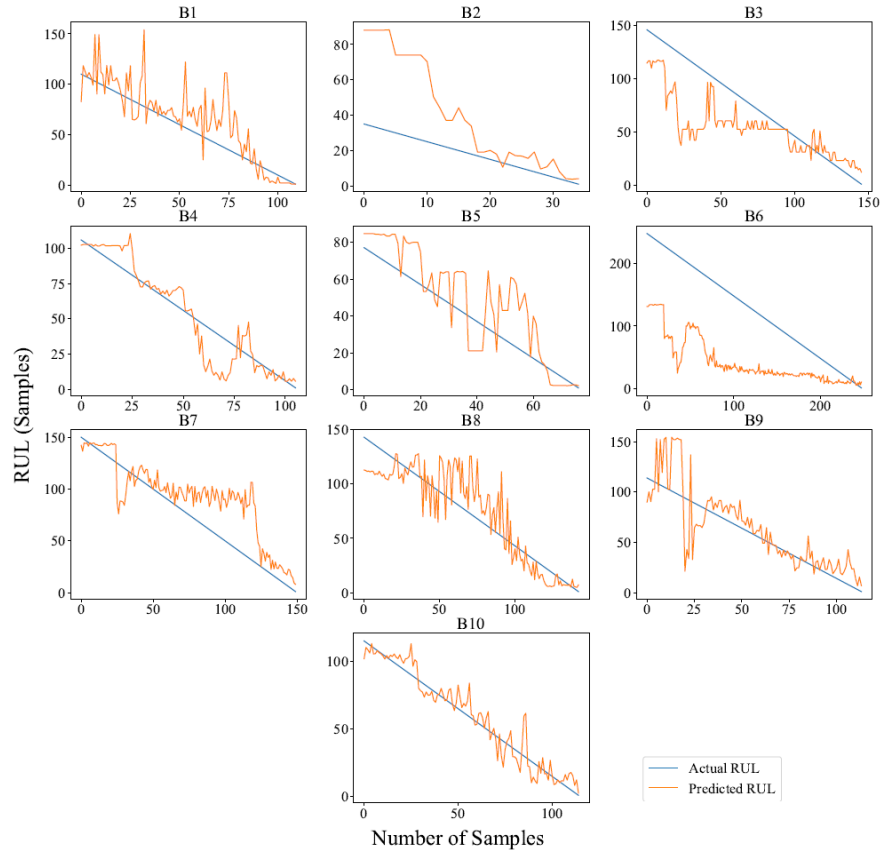 B1 B2 B3
150 100 50 0
80 60 40 20 0
150 100 50 0
0 25 50 75 100
0 10 20 30
0 50 100 150
B4 B5 B6
100 75 50 25 0
80 60 40 20 0
200 100 0
0 25 50 75 100
0 20 40 60
0 100 200
RUL (Samples)
B7 B8 B9
150 100 50 0
150 100 50 0
150 100 50 0
0 50 100 150
0 50 100
0 25 50 75 100
B10
100 50 0
0 50 100
Actual RUL
Predicted RUL
Number of Samples